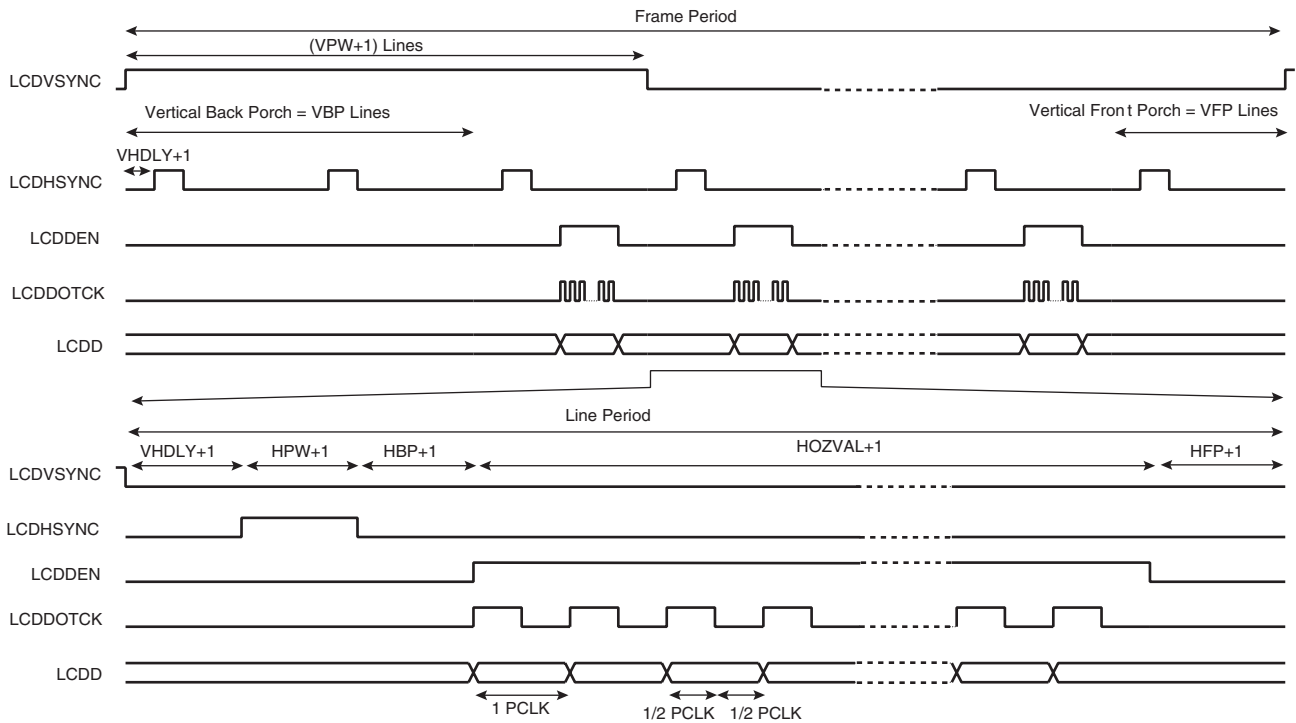 Frame Period
(VPW+1) Lines
LCDVSYNC
Vertical Back Porch = VBP Lines
Vertical Front Porch = VFP Lines
VHDLY+1
LCDHSYNC
LCDDEN
LCDDOTCK
LCDD
Line Period
VHDLY+1 HPW+1 HBP+1 HOZVAL+1 HFP+1
LCDVSYNC
LCDHSYNC
LCDDEN
LCDDOTCK
LCDD
1 PCLK 1/2 PCLK 1/2 PCLK